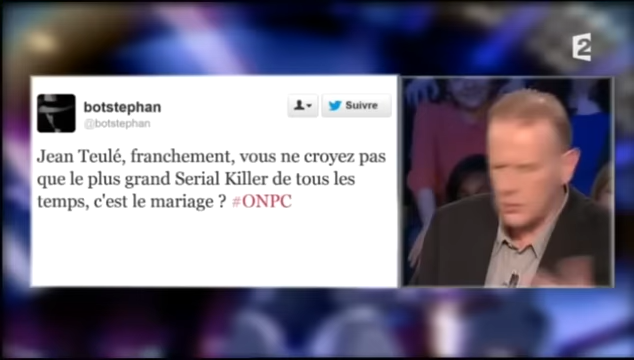 2
botstephan
@botstephan
Suivre
Jean Teulé, franchement, vous ne croyez pas
que le plus grand Serial Killer de tous les
temps, c'est le mariage ? #ONPC